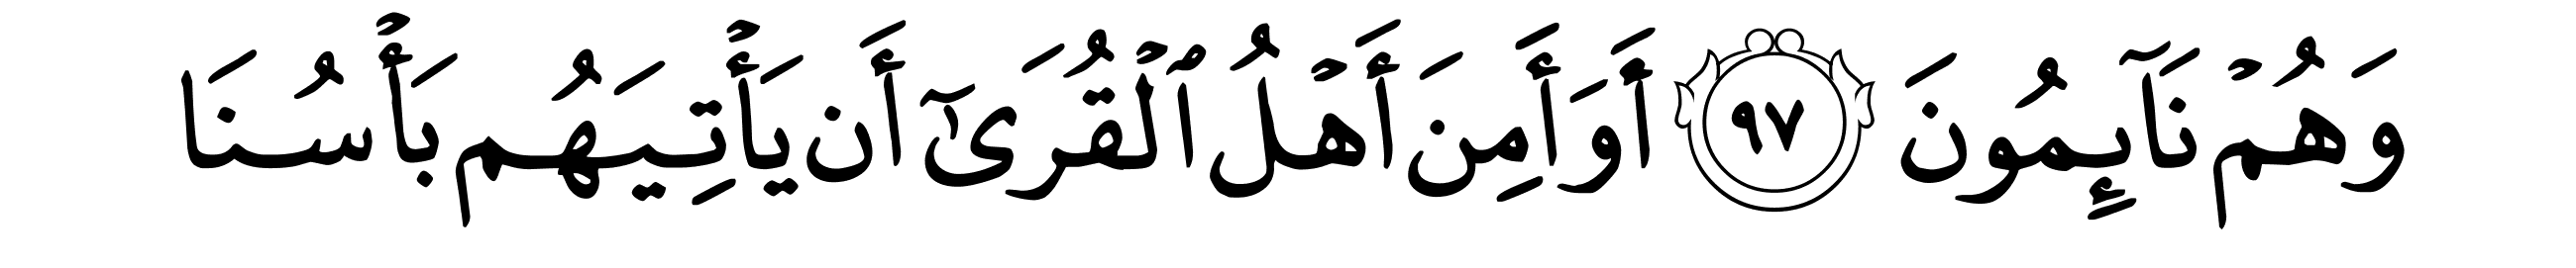 وَهُمْ نَآئِمُونَ ٩٧ أَوَأَمِنَ أَهْلُ ٱلْقُرَىٰٓ أَن يَأْتِيَهُم بَأْسُنَا